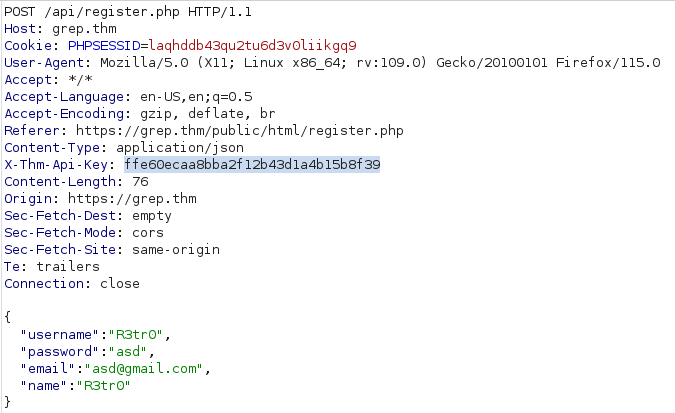 POST /api/register.php HTTP/1.1
Host: grep.thm
Cookie: PHPSESSID=laqhddb43qu2tu6d3v0liikgq9
User-Agent: Mozilla/5.0 (X11; Linux x86_64; rv:109.0) Gecko/20100101 Firefox/115.0
Accept: */*
Accept-Language: en-US,en;q=0.5
Accept-Encoding: gzip, deflate, br
Referer: https://grep.thm/public/html/register.php
Content-Type: application/json
X-Thm-Api-Key: ffe60ecaa8bba2f12b43d1a4b15b8f39
Content-Length: 76
Origin: https://grep.thm
Sec-Fetch-Dest: empty
Sec-Fetch-Mode: cors
Sec-Fetch-Site: same-origin
Te: trailers
Connection: close

{
  "username":"R3tr0",
  "password":"asd",
  "email":"asd@gmail.com",
  "name":"R3tr0"
}